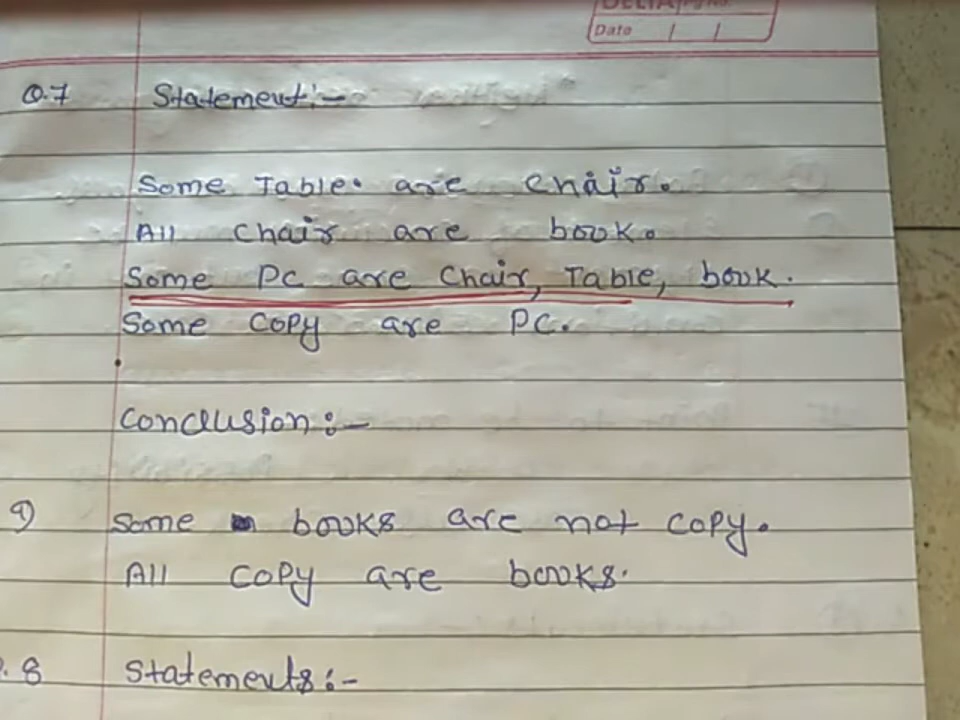 Date / /
Q.7 Statement:-
Some Table. are chair.
All chair are book.
Some PC are Chair, Table, book.
Some copy are PC.
Conclusion:-
Some books are not copy.
All copy are books.
.8 Statements:-